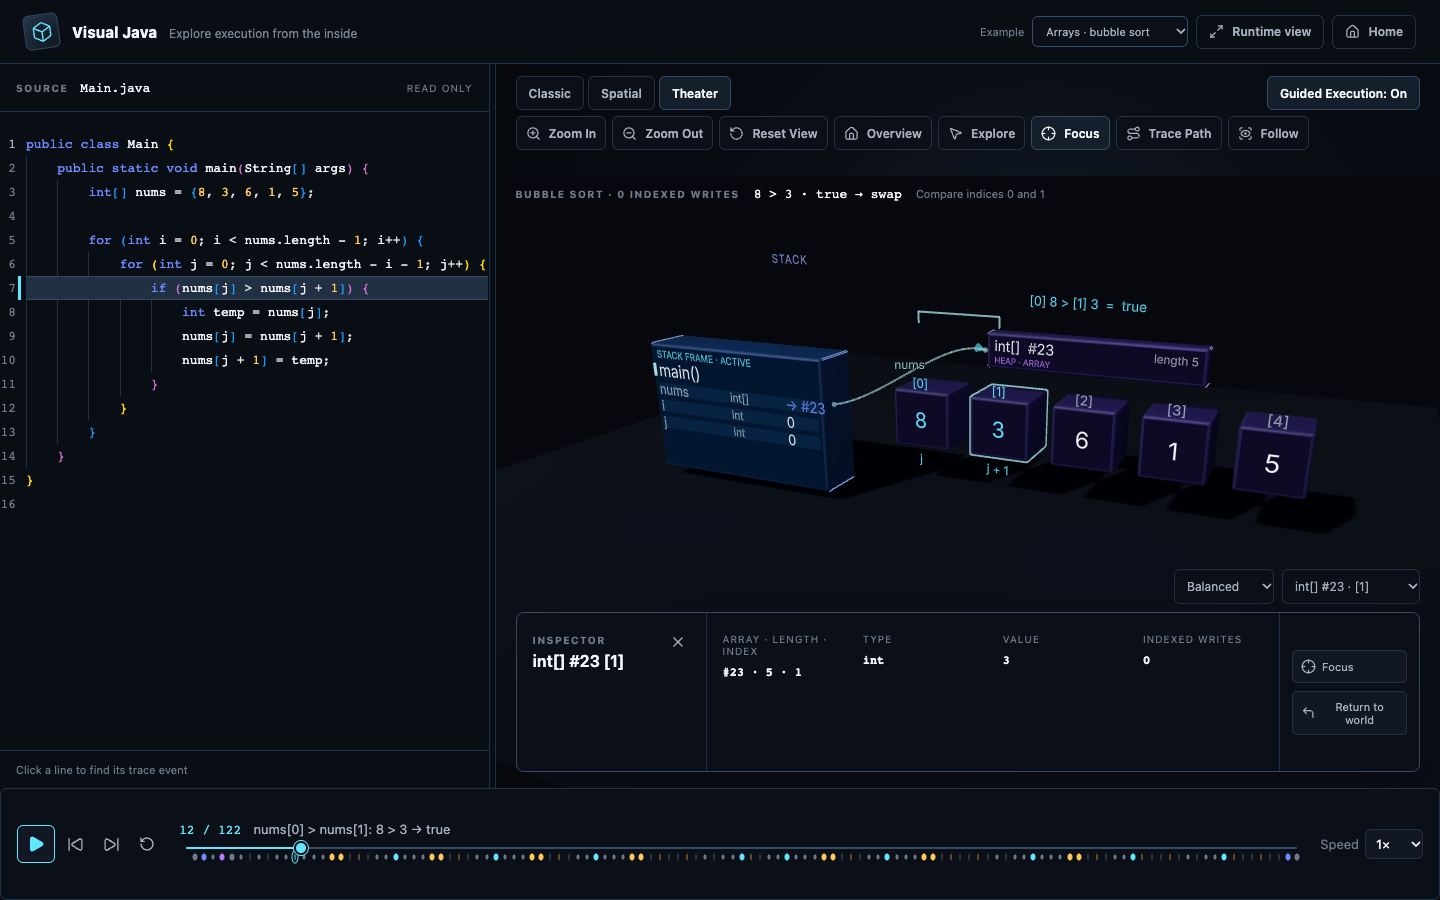 Visual Java Explore execution from the inside
Example Arrays · bubble sort Runtime view Home
SOURCE Main.java READ ONLY
1 public class Main {
2 public static void main(String[] args) {
3 int[] nums = {8, 3, 6, 1, 5};
4
5 for (int i = 0; i < nums.length - 1; i++) {
6 for (int j = 0; j < nums.length - i - 1; j++) {
7 if (nums[j] > nums[j + 1]) {
8 int temp = nums[j];
9 nums[j] = nums[j + 1];
10 nums[j + 1] = temp;
11 }
12 }
13 }
14 }
15 }
16
Click a line to find its trace event
Classic Spatial Theater Guided Execution: On
Zoom In Zoom Out Reset View Overview Explore Focus Trace Path Follow
BUBBLE SORT · 0 INDEXED WRITES 8 > 3 · true → swap Compare indices 0 and 1
STACK
[0] 8 > [1] 3 = true
STACK FRAME · ACTIVE
main()
nums int[] → #23
i int 0
j int 0
nums
int[] #23
HEAP · ARRAY
length 5
[0] [1] [2] [3] [4]
8 3 6 1 5
j j + 1
Balanced int[] #23 · [1]
INSPECTOR
int[] #23 [1]
ARRAY · LENGTH · INDEX
#23 · 5 · 1
TYPE
int
VALUE
3
INDEXED WRITES
0
Focus
Return to world
12 / 122 nums[0] > nums[1]: 8 > 3 → true
Speed 1×